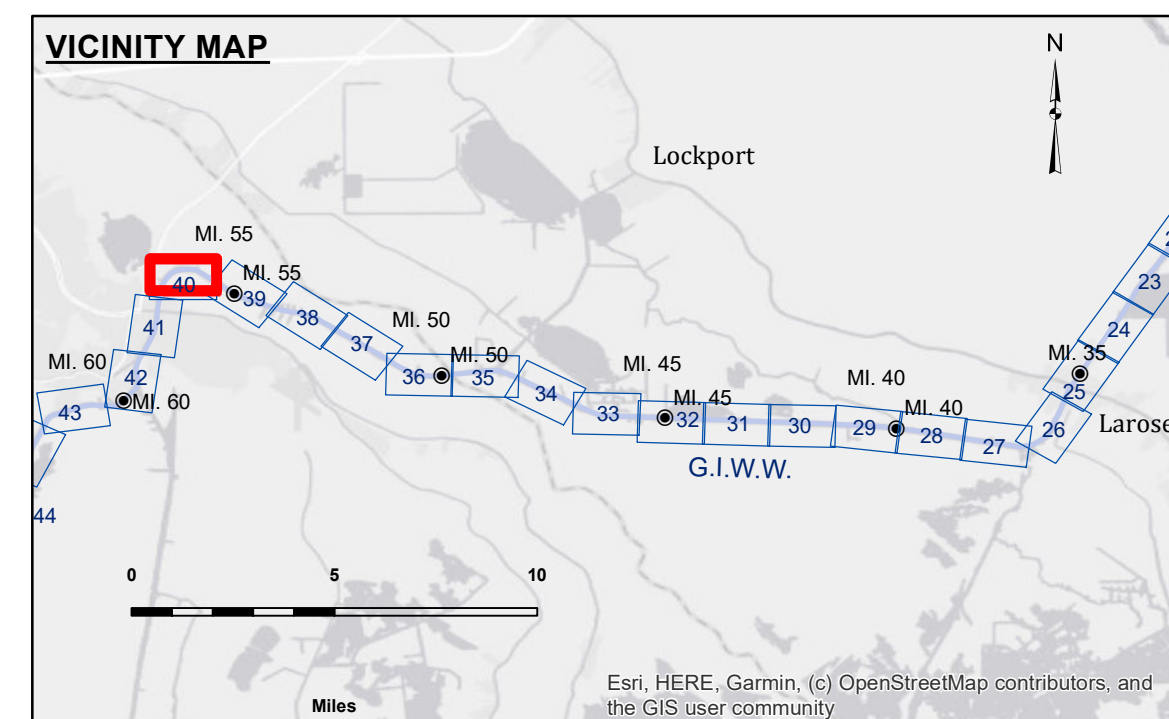 VICINITY MAP
N
Lockport
MI. 55
MI. 55
40
39
23
38
24
41
MI. 50
37
MI. 35
MI. 50
MI. 60
MI. 45
MI. 40
36
35
42
25
34
MI. 60
MI. 45
MI. 40
43
33
32
31
30
29
28
27
26
Larose
G.I.W.W.
44
0 5 10
Miles
Esri, HERE, Garmin, (c) OpenStreetMap contributors, and
the GIS user community